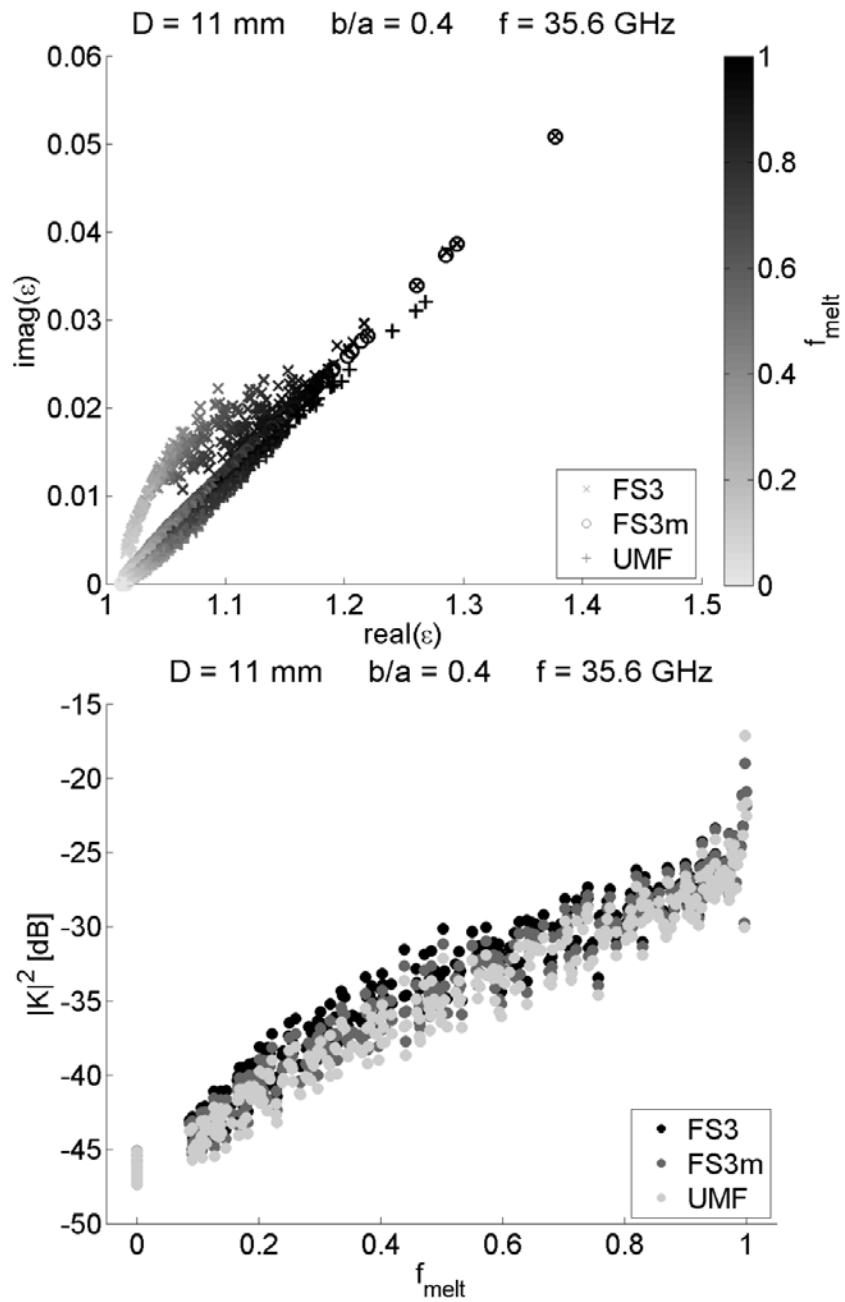 D = 11 mm b/a = 0.4 f = 35.6 GHz
0.06
0.05
0.04
0.03
0.02
0.01
0
imag(ε)
1 1.1 1.2 1.3 1.4 1.5
real(ε)
FS3
FS3m
UMF
1
0.8
0.6
0.4
0.2
0
f_melt
D = 11 mm b/a = 0.4 f = 35.6 GHz
-15
-20
-25
-30
-35
-40
-45
-50
|K|² [dB]
FS3
FS3m
UMF
0 0.2 0.4 0.6 0.8 1
f_melt